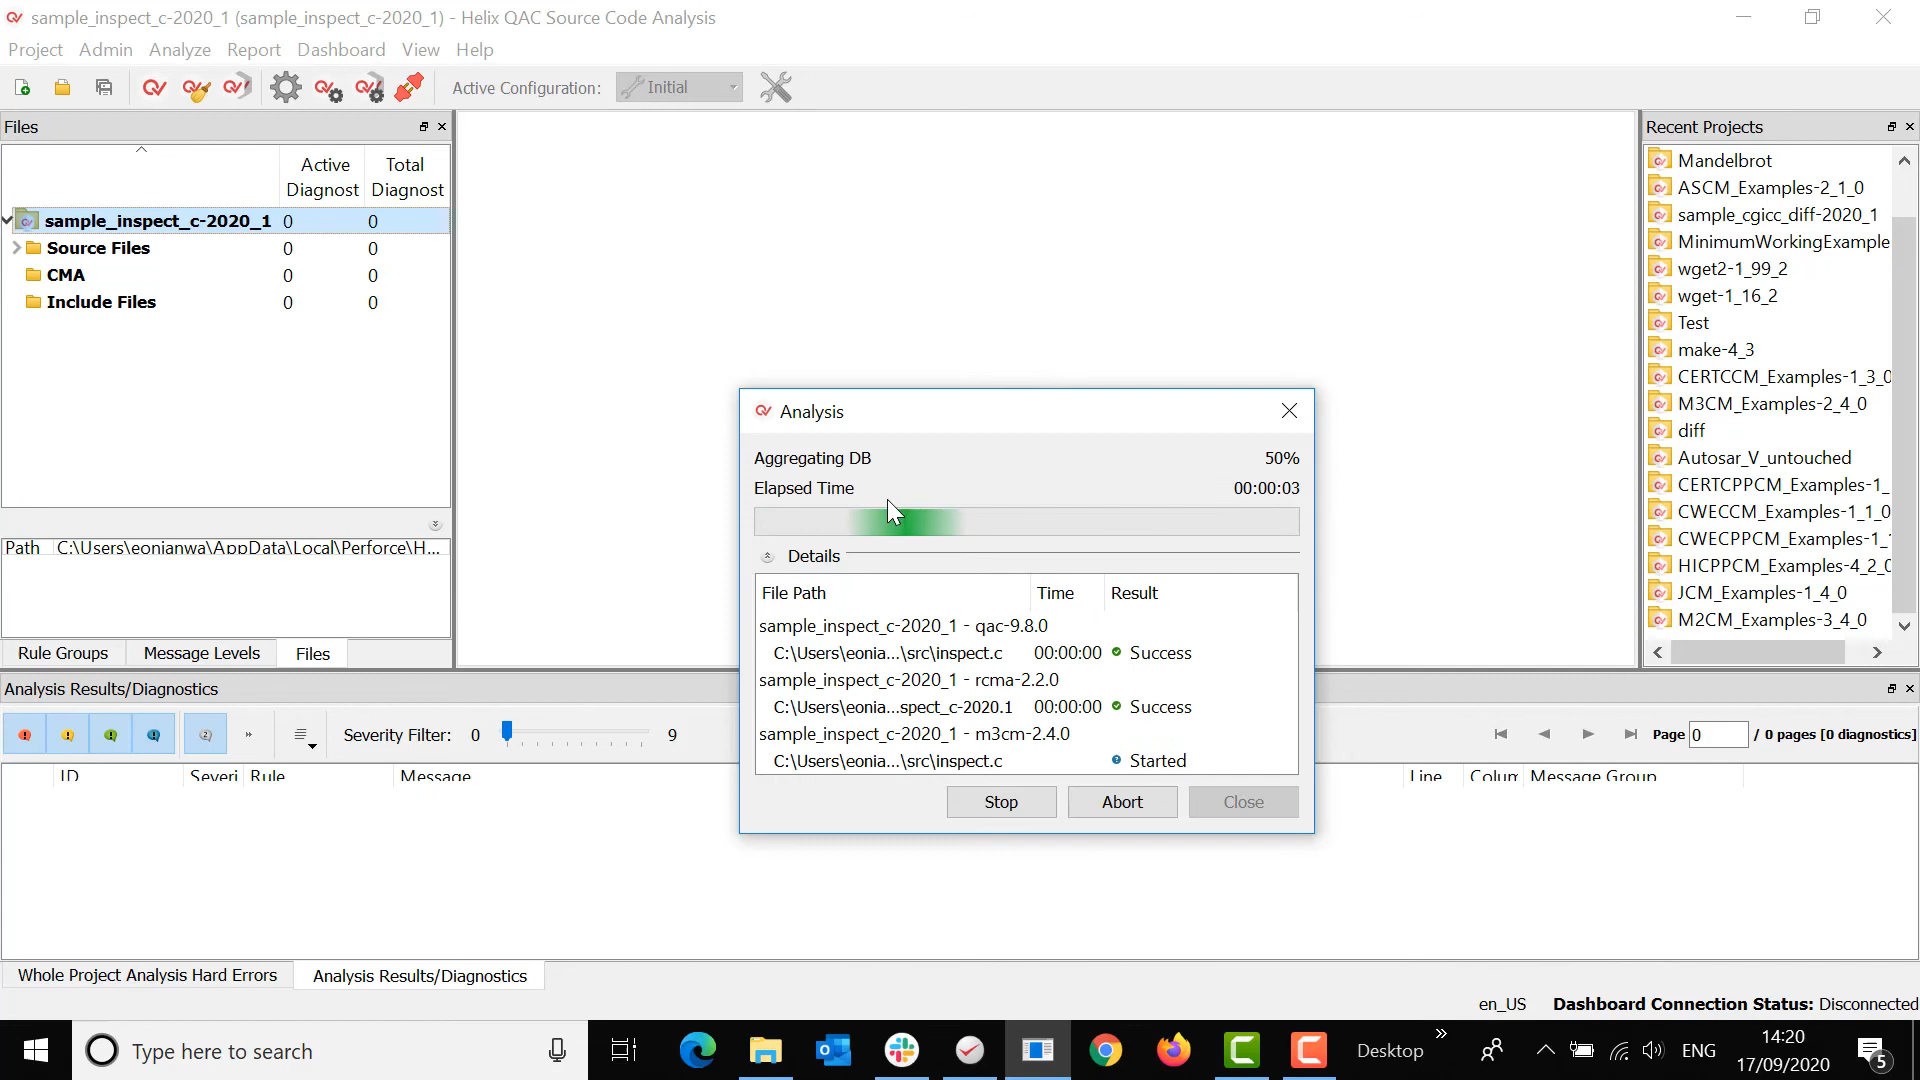 sample_inspect_c-2020_1 (sample_inspect_c-2020_1) - Helix QAC Source Code Analysis
Project Admin Analyze Report Dashboard View Help
Active Configuration: Initial
Files
Active Diagnost Total Diagnost
sample_inspect_c-2020_1 0 0
Source Files 0 0
CMA 0 0
Include Files 0 0
Path C:\Users\eonianwa\AppData\Local\Perforce\H...
Rule Groups Message Levels Files
Recent Projects
Mandelbrot
ASCM_Examples-2_1_0
sample_cgicc_diff-2020_1
MinimumWorkingExample
wget2-1_99_2
wget-1_16_2
Test
make-4_3
CERTCCM_Examples-1_3_0
M3CM_Examples-2_4_0
diff
Autosar_V_untouched
CERTCPPCM_Examples-1_
CWECCM_Examples-1_1_0
CWECPPCM_Examples-1_1
HICPPCM_Examples-4_2_0
JCM_Examples-1_4_0
M2CM_Examples-3_4_0
Analysis
Aggregating DB 50%
Elapsed Time 00:00:03
Details
File Path Time Result
sample_inspect_c-2020_1 - qac-9.8.0
C:\Users\eonia...\src\inspect.c 00:00:00 Success
sample_inspect_c-2020_1 - rcma-2.2.0
C:\Users\eonia...spect_c-2020.1 00:00:00 Success
sample_inspect_c-2020_1 - m3cm-2.4.0
C:\Users\eonia...\src\inspect.c Started
Stop Abort Close
Analysis Results/Diagnostics
Severity Filter: 0 9
Page 0 / 0 pages [0 diagnostics]
ID Severi Rule Message Line Colum Message Group
Whole Project Analysis Hard Errors Analysis Results/Diagnostics
en_US Dashboard Connection Status: Disconnected
Type here to search
Desktop
ENG
14:20
17/09/2020
5